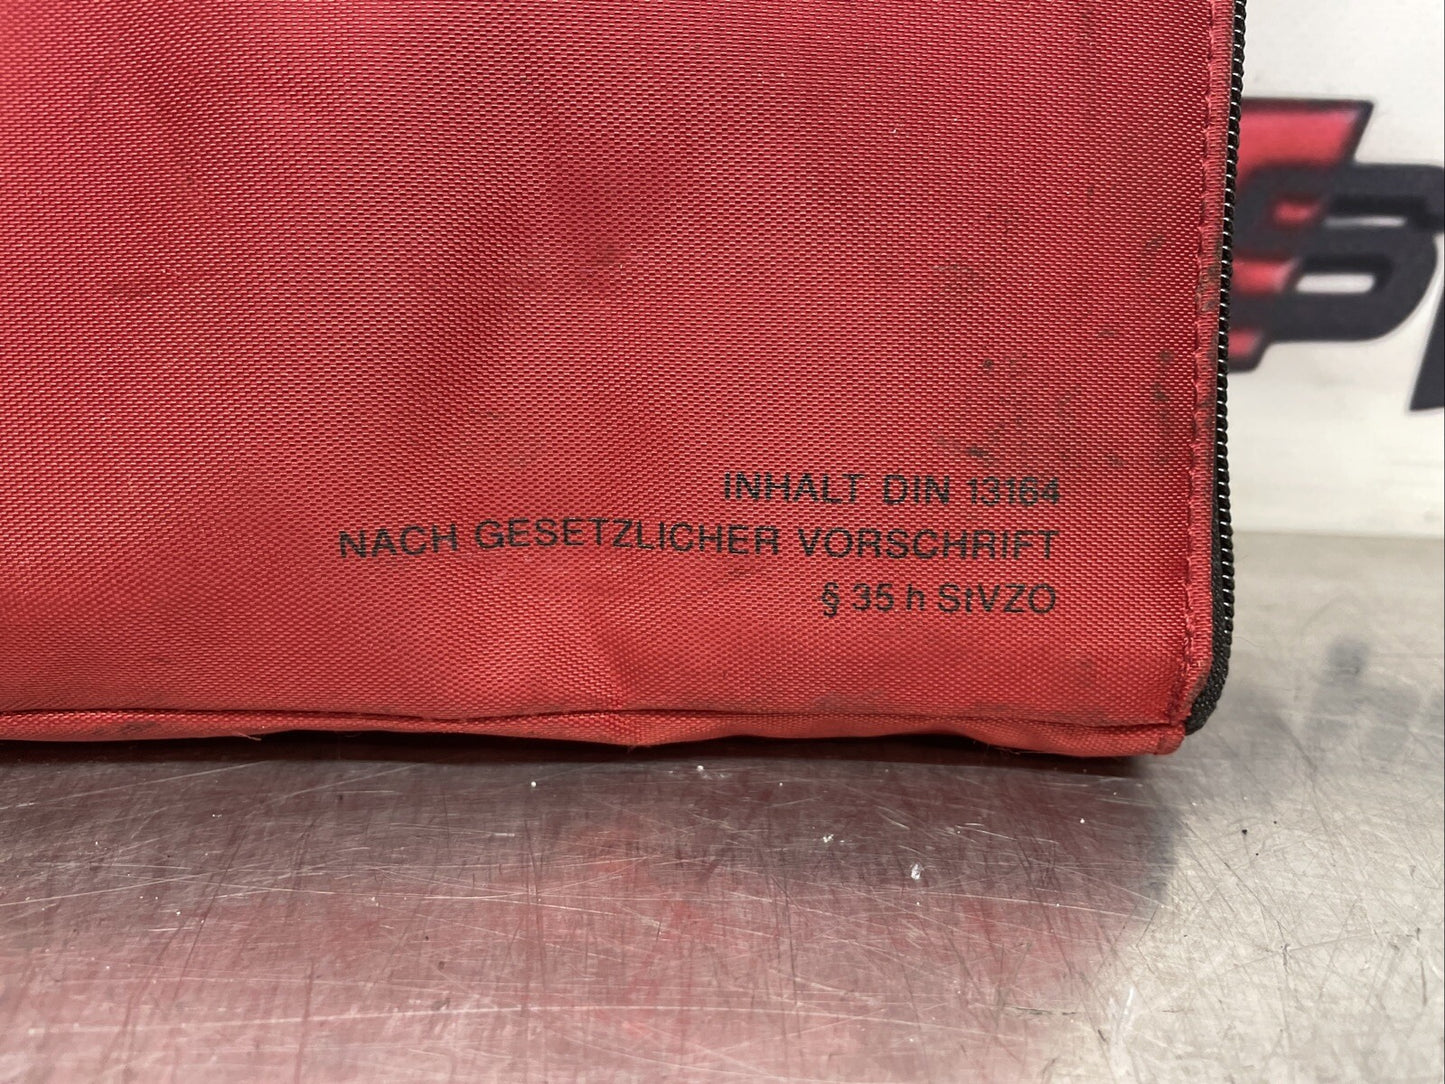 INHALT DIN 13164
NACH GESETZLICHER VORSCHRIFT
§ 35 h StVZO